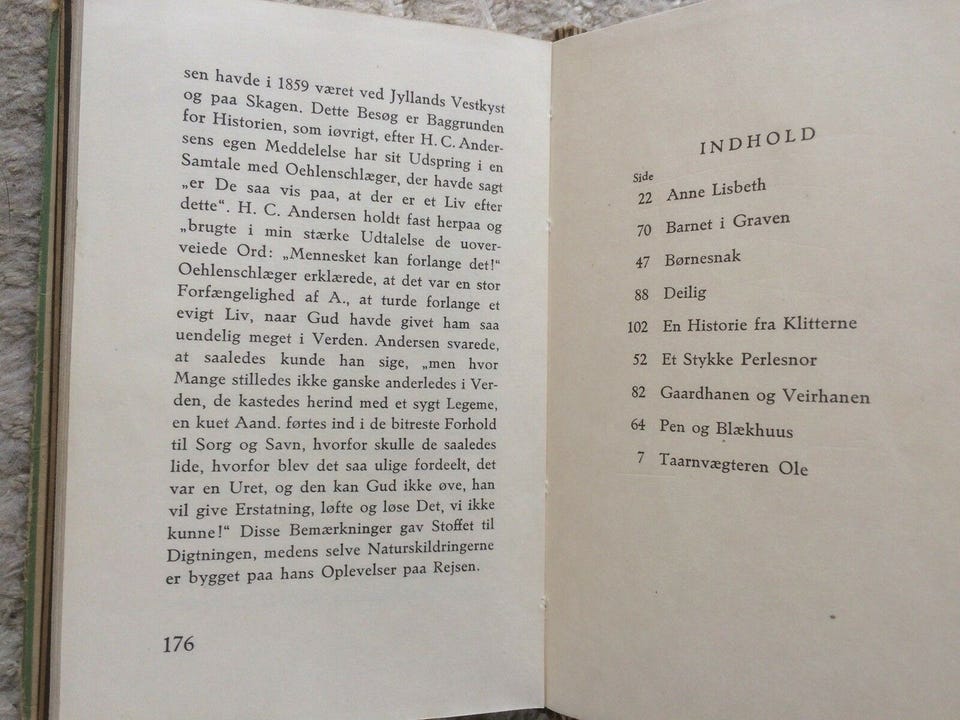 sen havde i 1859 været ved Jyllands Vestkyst
og paa Skagen. Dette Besøg er Baggrunden
for Historien, som iøvrigt, efter H. C. Ander-
sens egen Meddelelse har sit Udspring i en
Samtale med Oehlenschlæger, der havde sagt
„er De saa vis paa, at der er et Liv efter
dette“. H. C. Andersen holdt fast herpaa og
„brugte i min stærke Udtalelse de uover-
veiede Ord: „Mennesket kan forlange det!“
Oehlenschlæger erklærede, at det var en stor
Forfængelighed af A., at turde forlange et
evigt Liv, naar Gud havde givet ham saa
uendelig meget i Verden. Andersen svarede,
at saaledes kunde han sige, „men hvor
Mange stilledes ikke ganske anderledes i Ver-
den, de kastedes herind med et sygt Legeme,
en kuet Aand. førtes ind i de bitreste Forhold
til Sorg og Savn, hvorfor skulle de saaledes
lide, hvorfor blev det saa ulige fordeelt, det
var en Uret, og den kan Gud ikke øve, han
vil give Erstatning, løfte og løse Det, vi ikke
kunne!“ Disse Bemærkninger gav Stoffet til
Digtningen, medens selve Naturskildringerne
er bygget paa hans Oplevelser paa Rejsen.
176
INDHOLD
Side
22 Anne Lisbeth
70 Barnet i Graven
47 Børnesnak
88 Deilig
102 En Historie fra Klitterne
52 Et Stykke Perlesnor
82 Gaardhanen og Veirhanen
64 Pen og Blækhuus
7 Taarnvægteren Ole